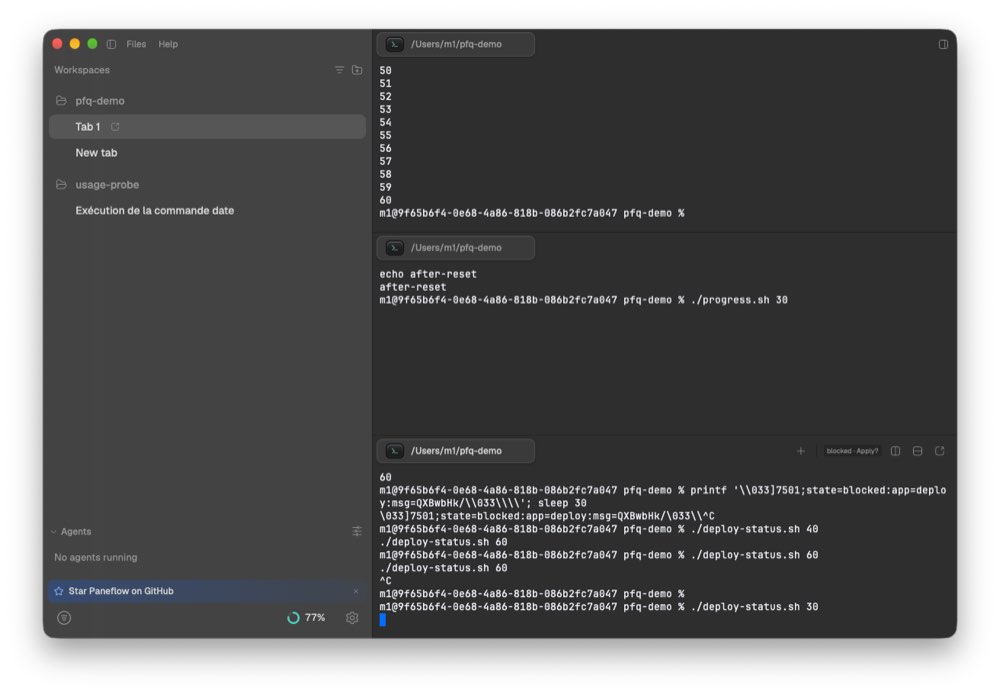 Files Help
Workspaces
pfq-demo
Tab 1
New tab
usage-probe
Exécution de la commande date
Agents
No agents running
Star Paneflow on GitHub
77%
/Users/m1/pfq-demo
50
51
52
53
54
55
56
57
58
59
60
m1@9f65b6f4-0e68-4a86-818b-086b2fc7a047 pfq-demo %
/Users/m1/pfq-demo
echo after-reset
after-reset
m1@9f65b6f4-0e68-4a86-818b-086b2fc7a047 pfq-demo % ./progress.sh 30
/Users/m1/pfq-demo
blocked · Apply?
60
m1@9f65b6f4-0e68-4a86-818b-086b2fc7a047 pfq-demo % printf '\\033]7501;state=blocked:app=deplo
y:msg=QXBwbHk/\\033\\\\'; sleep 30
\033]7501;state=blocked:app=deploy:msg=QXBwbHk/\033\\^C
m1@9f65b6f4-0e68-4a86-818b-086b2fc7a047 pfq-demo % ./deploy-status.sh 40
./deploy-status.sh 60
m1@9f65b6f4-0e68-4a86-818b-086b2fc7a047 pfq-demo % ./deploy-status.sh 60
./deploy-status.sh 60
^C
m1@9f65b6f4-0e68-4a86-818b-086b2fc7a047 pfq-demo %
m1@9f65b6f4-0e68-4a86-818b-086b2fc7a047 pfq-demo % ./deploy-status.sh 30